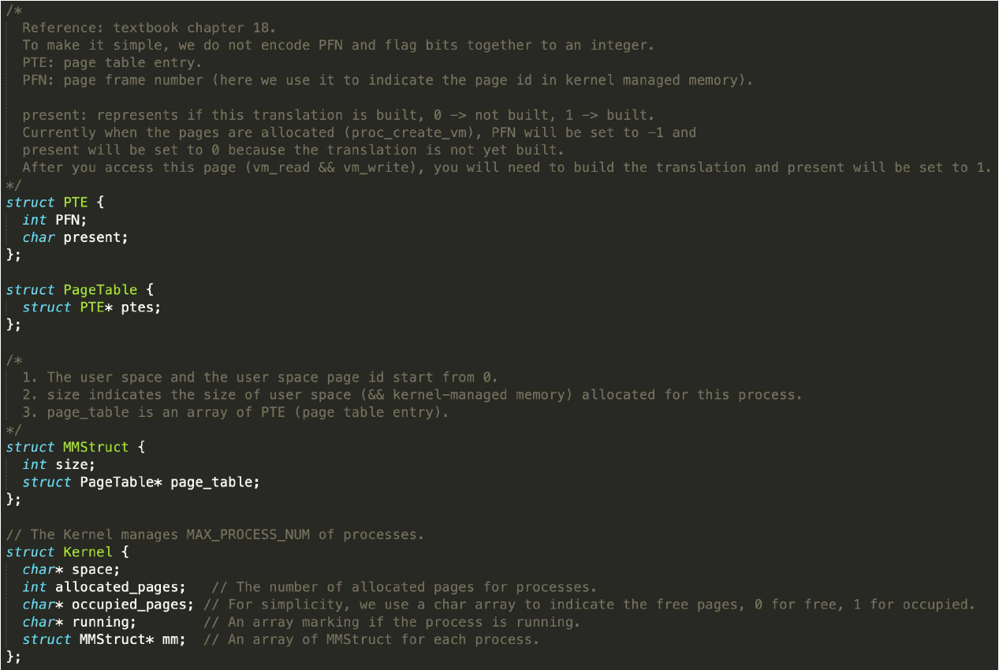 /*
  Reference: textbook chapter 18.
  To make it simple, we do not encode PFN and flag bits together to an integer.
  PTE: page table entry.
  PFN: page frame number (here we use it to indicate the page id in kernel managed memory).

  present: represents if this translation is built, 0 -> not built, 1 -> built.
  Currently when the pages are allocated (proc_create_vm), PFN will be set to -1 and
  present will be set to 0 because the translation is not yet built.
  After you access this page (vm_read && vm_write), you will need to build the translation and present will be set to 1.
*/
struct PTE {
  int PFN;
  char present;
};

struct PageTable {
  struct PTE* ptes;
};

/*
  1. The user space and the user space page id start from 0.
  2. size indicates the size of user space (&& kernel-managed memory) allocated for this process.
  3. page_table is an array of PTE (page table entry).
*/
struct MMStruct {
  int size;
  struct PageTable* page_table;
};

// The Kernel manages MAX_PROCESS_NUM of processes.
struct Kernel {
  char* space;
  int allocated_pages;   // The number of allocated pages for processes.
  char* occupied_pages; // For simplicity, we use a char array to indicate the free pages, 0 for free, 1 for occupied.
  char* running;        // An array marking if the process is running.
  struct MMStruct* mm;  // An array of MMStruct for each process.
};